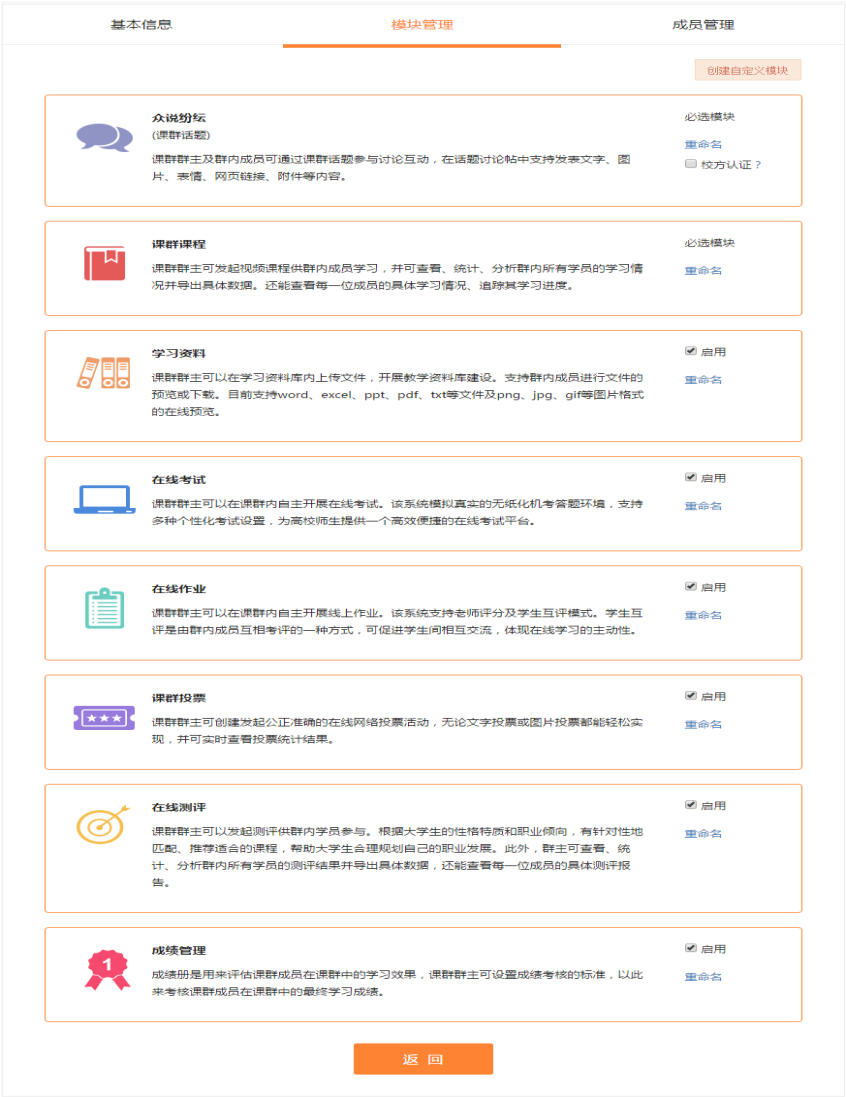 基本信息 模块管理 成员管理
创建自定义模块
众说纷纭 必选模块
(课群话题)
重命名
课群群主及群内成员可通过课群话题参与讨论互动，在话题讨论帖中支持发表文字、图
校方认证？
片、表情、网页链接、附件等内容。
课群课程 必选模块
课群群主可发起视频课程供群内成员学习，并可查看、统计、分析群内所有学员的学习情 重命名
况并导出具体数据。还能查看每一位成员的具体学习情况、追踪其学习进度。
学习资料 启用
课群群主可以在学习资料库内上传文件，开展教学资料库建设。支持群内成员进行文件的 重命名
预览或下载。目前支持word、excel、ppt、pdf、txt等文件及png、jpg、gif等图片格式
的在线预览。
在线考试 启用
课群群主可以在课群内自主开展在线考试。该系统模拟真实的无纸化机考答题环境，支持 重命名
多种个性化考试设置，为高校师生提供一个高效便捷的在线考试平台。
在线作业 启用
课群群主可以在课群内自主开展线上作业。该系统支持老师评分及学生互评模式。学生互 重命名
评是由群内成员互相考评的一种方式，可促进学生间相互交流，体现在线学习的主动性。
课群投票 启用
课群群主可创建发起公正准确的在线网络投票活动，无论文字投票或图片投票都能轻松实 重命名
现，并可实时查看投票统计结果。
在线测评 启用
课群群主可以发起测评供群内学员参与。根据大学生的性格特质和职业倾向，有针对性地 重命名
匹配、推荐适合的课程，帮助大学生合理规划自己的职业发展。此外，群主可查看、统
计、分析群内所有学员的测评结果并导出具体数据，还能查看每一位成员的具体测评报
告。
1
成绩管理 启用
成绩册是用来评估课群成员在课群中的学习效果，课群群主可设置成绩考核的标准，以此 重命名
来考核课群成员在课群中的最终学习成绩。
返 回